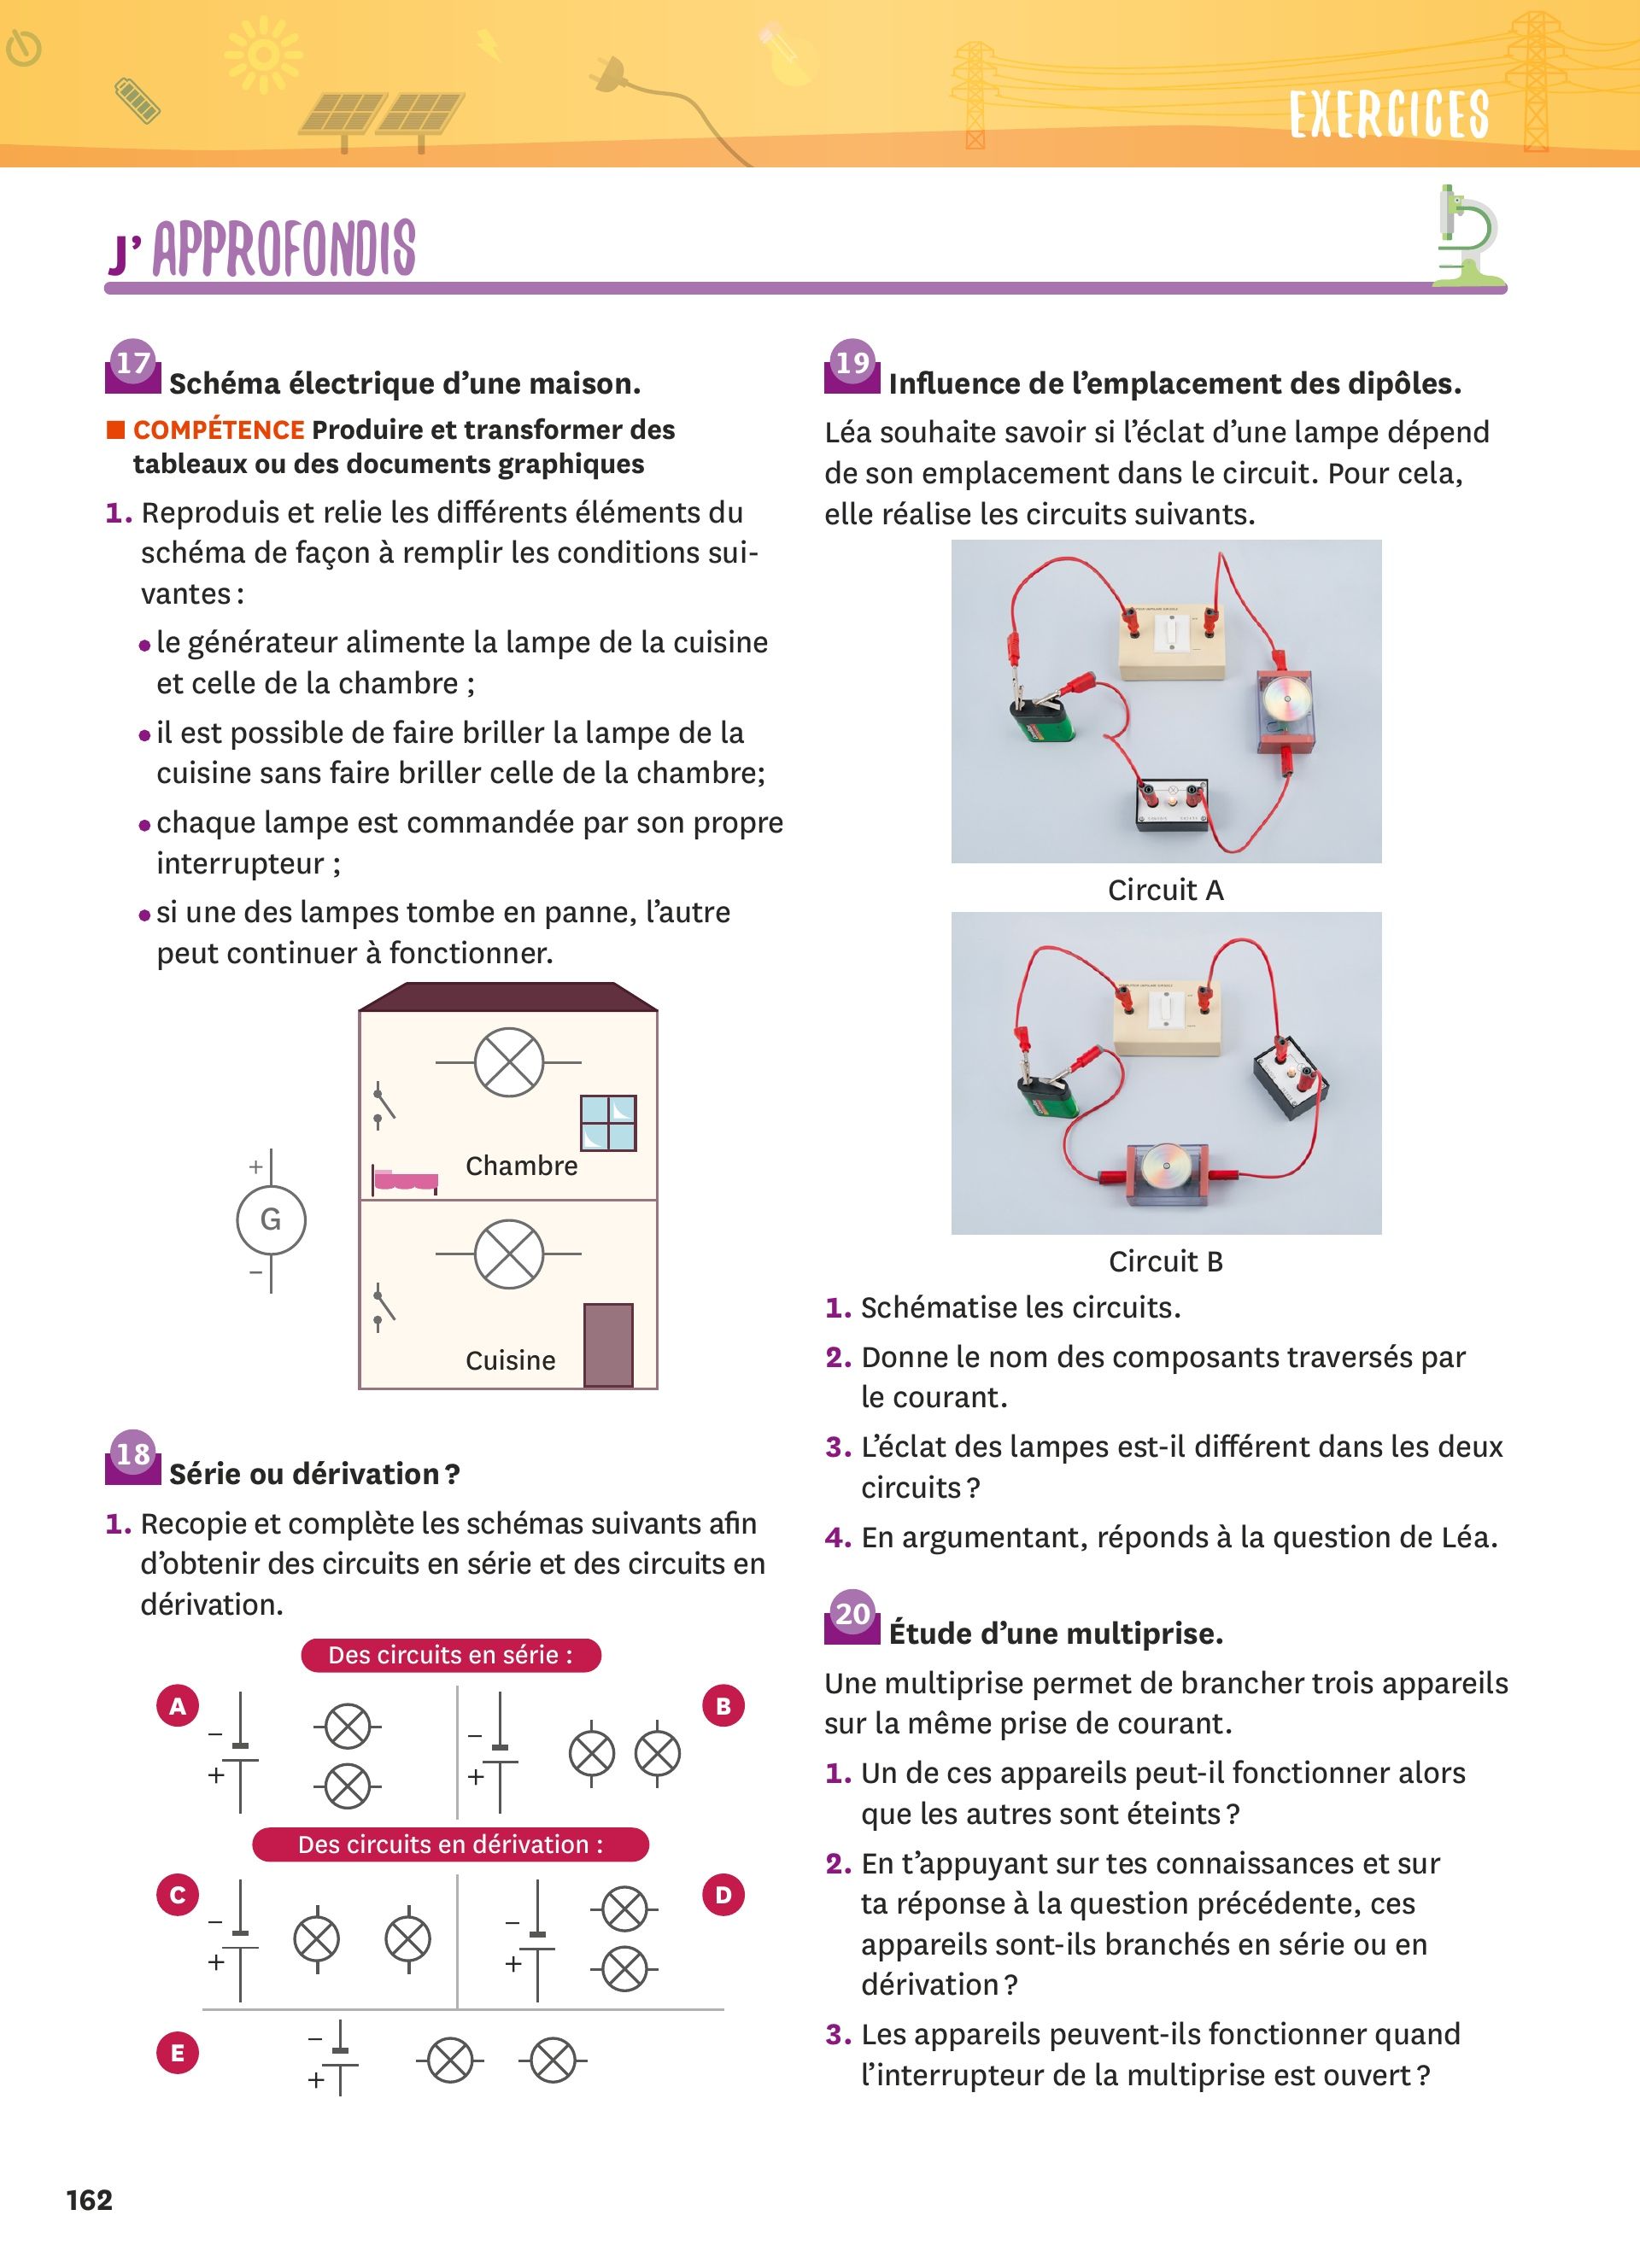 EXERCICES
J’APPROFONDIS
17 Schéma électrique d’une maison.
COMPÉTENCE Produire et transformer des
tableaux ou des documents graphiques
1. Reproduis et relie les différents éléments du
schéma de façon à remplir les conditions sui-
vantes :
• le générateur alimente la lampe de la cuisine
et celle de la chambre ;
• il est possible de faire briller la lampe de la
cuisine sans faire briller celle de la chambre;
• chaque lampe est commandée par son propre
interrupteur ;
• si une des lampes tombe en panne, l’autre
peut continuer à fonctionner.
Chambre
+
G
−
Cuisine
18 Série ou dérivation ?
1. Recopie et complète les schémas suivants afin
d’obtenir des circuits en série et des circuits en
dérivation.
Des circuits en série :
A
−
+
B
−
+
Des circuits en dérivation :
C
−
+
D
−
+
E
−
+
19 Influence de l’emplacement des dipôles.
Léa souhaite savoir si l’éclat d’une lampe dépend
de son emplacement dans le circuit. Pour cela,
elle réalise les circuits suivants.
Circuit A
Circuit B
1. Schématise les circuits.
2. Donne le nom des composants traversés par
le courant.
3. L’éclat des lampes est-il différent dans les deux
circuits ?
4. En argumentant, réponds à la question de Léa.
20 Étude d’une multiprise.
Une multiprise permet de brancher trois appareils
sur la même prise de courant.
1. Un de ces appareils peut-il fonctionner alors
que les autres sont éteints ?
2. En t’appuyant sur tes connaissances et sur
ta réponse à la question précédente, ces
appareils sont-ils branchés en série ou en
dérivation ?
3. Les appareils peuvent-ils fonctionner quand
l’interrupteur de la multiprise est ouvert ?
162